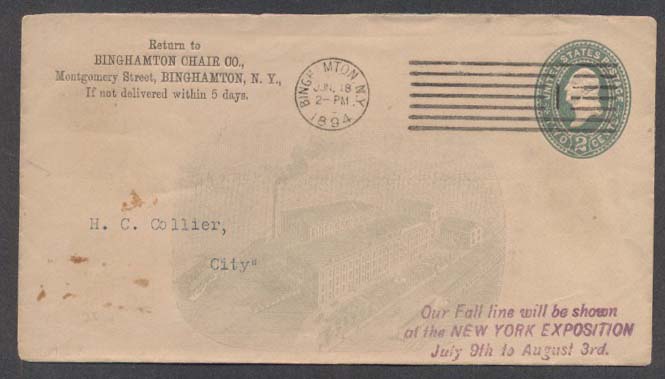 Return to
BINGHAMTON CHAIR CO.,
Montgomery Street, BINGHAMTON, N. Y.,
If not delivered within 5 days.
BINGHAMTON N.Y.
JUN. 18
2-PM
1894
UNITED STATES POSTAGE
TWO 2 CENTS
H. C. Collier,
City"
Our Fall line will be shown
at the NEW YORK EXPOSITION
July 9th to August 3rd.